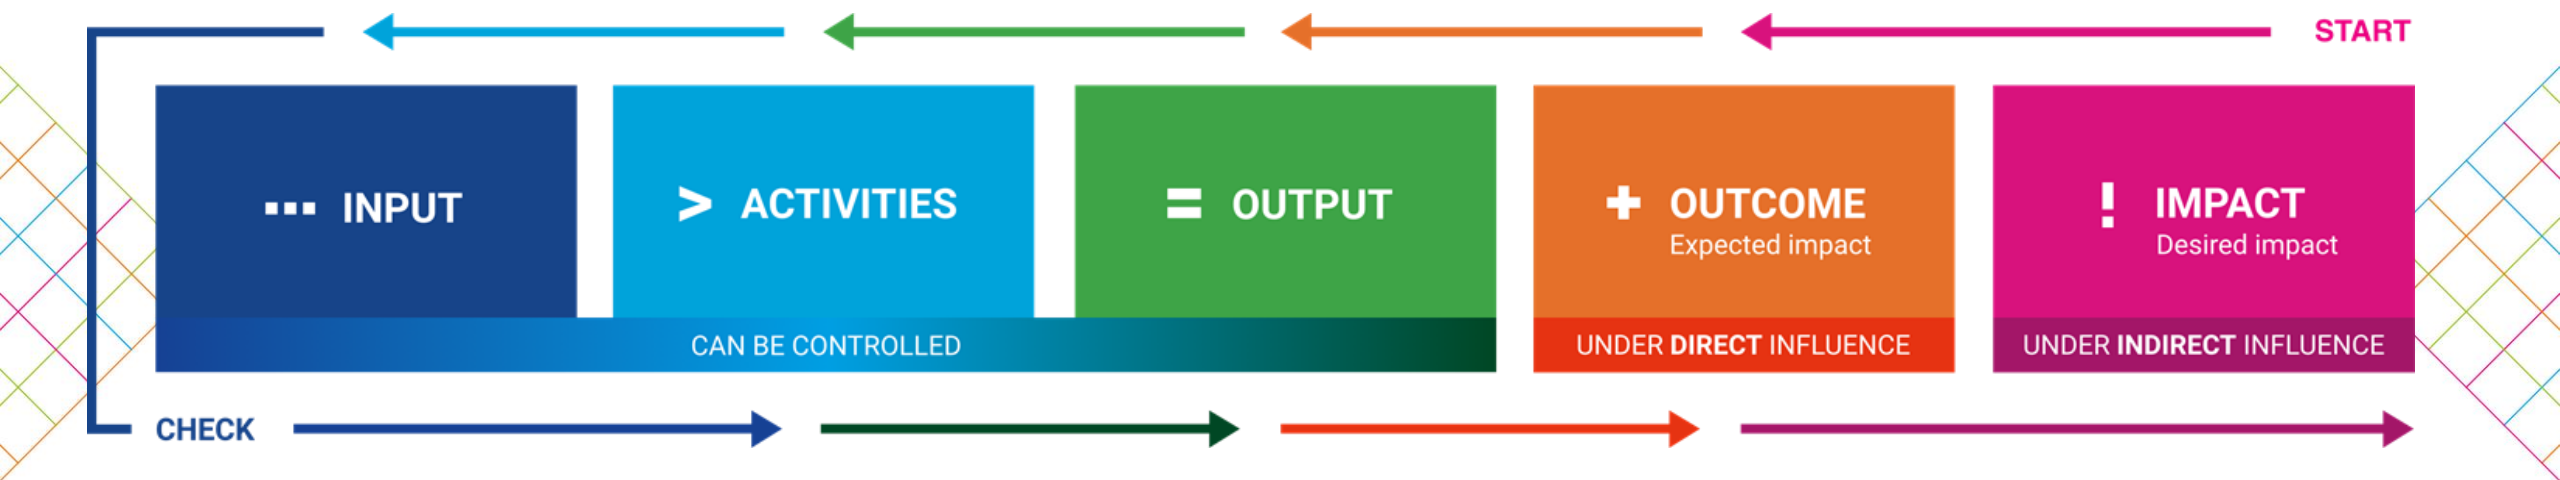 START
... INPUT
> ACTIVITIES
= OUTPUT
+ OUTCOME
Expected impact
! IMPACT
Desired impact
CAN BE CONTROLLED
UNDER DIRECT INFLUENCE
UNDER INDIRECT INFLUENCE
CHECK